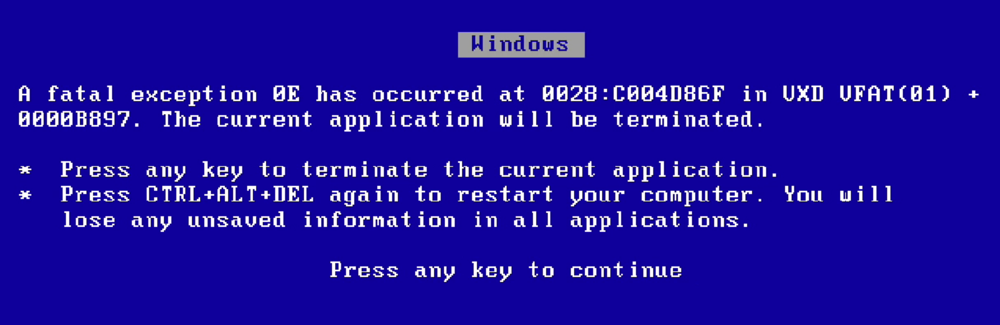 Windows
A fatal exception 0E has occurred at 0028:C004D86F in VXD VFAT(01) +
0000B897. The current application will be terminated.
* Press any key to terminate the current application.
* Press CTRL+ALT+DEL again to restart your computer. You will
lose any unsaved information in all applications.
Press any key to continue